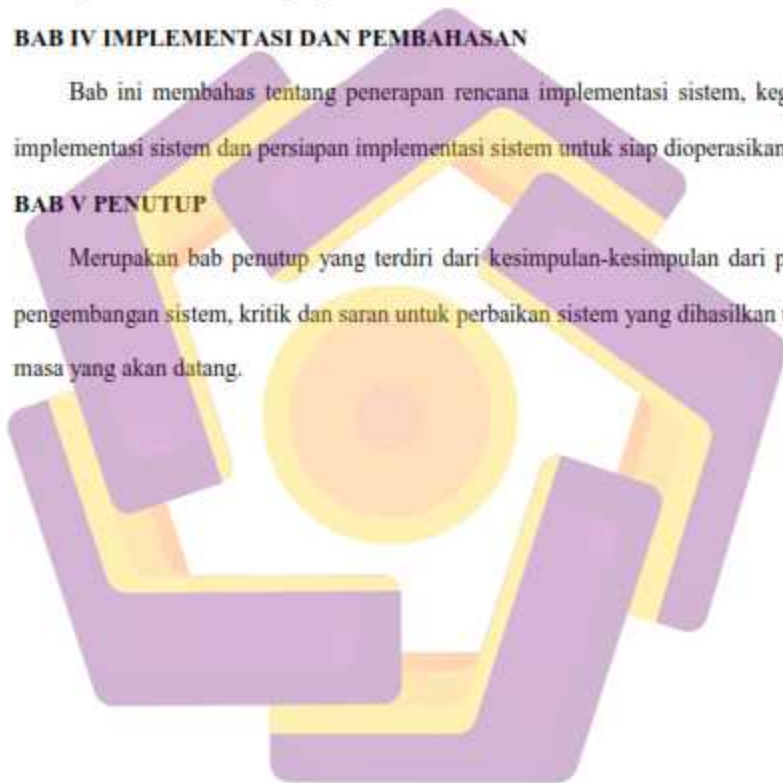 BAB IV IMPLEMENTASI DAN PEMBAHASAN
Bab ini membahas tentang penerapan rencana implementasi sistem,
implementasi sistem dan persiapan implementasi sistem untuk siap dioperasikan
BAB V PENUTUP
Merupakan bab penutup yang terdiri dari kesimpulan-kesimpulan dari
pengembangan sistem, kritik dan saran untuk perbaikan sistem yang dihasilkan
masa yang akan datang.